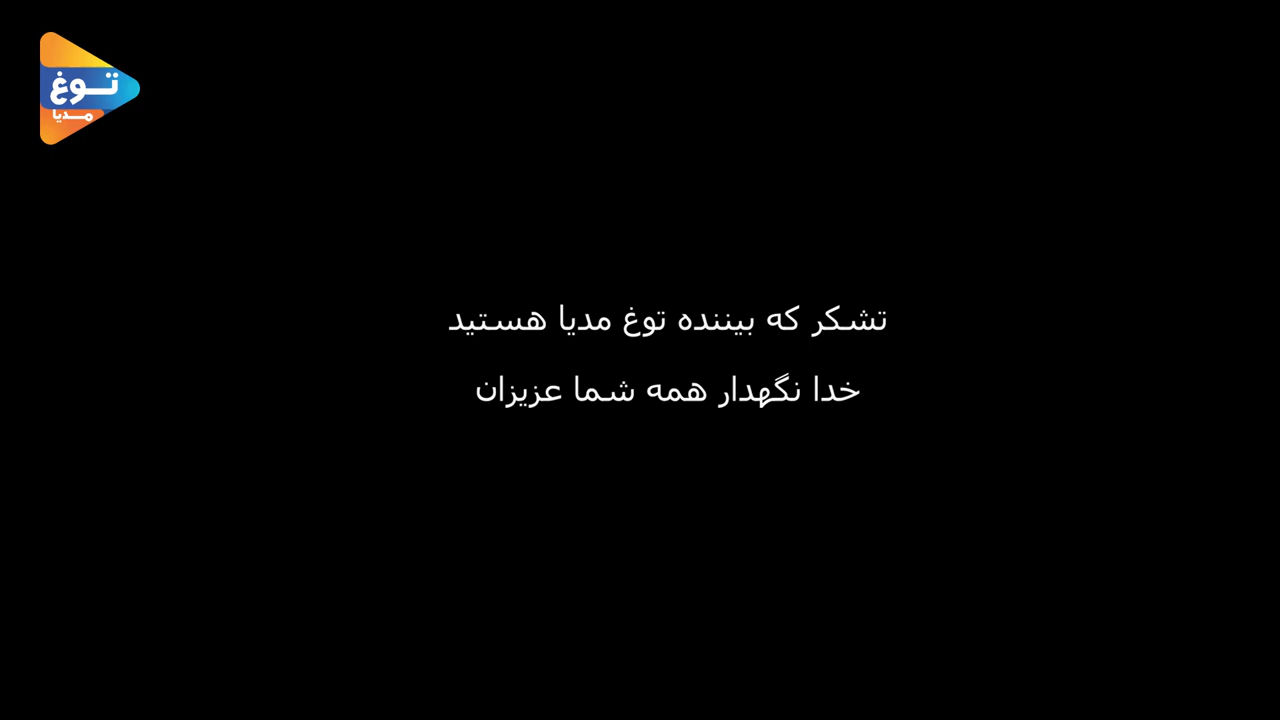 توغ
مدیا
تشکر که بیننده توغ مدیا هستید
خدا نگهدار همه شما عزیزان